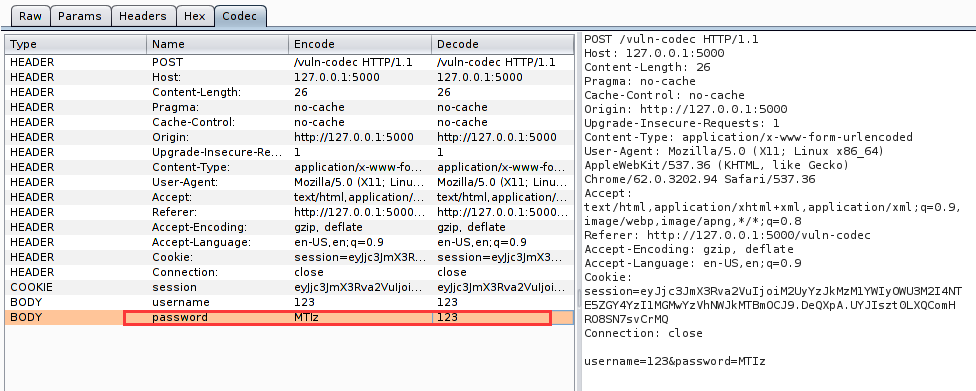 Raw Params Headers Hex Codec
Type Name Encode Decode
HEADER POST /vuln-codec HTTP/1.1 /vuln-codec HTTP/1.1
HEADER Host: 127.0.0.1:5000 127.0.0.1:5000
HEADER Content-Length: 26 26
HEADER Pragma: no-cache no-cache
HEADER Cache-Control: no-cache no-cache
HEADER Origin: http://127.0.0.1:5000 http://127.0.0.1:5000
HEADER Upgrade-Insecure-Re... 1 1
HEADER Content-Type: application/x-www-fo... application/x-www-fo...
HEADER User-Agent: Mozilla/5.0 (X11; Linu... Mozilla/5.0 (X11; Linu...
HEADER Accept: text/html,application/... text/html,application/...
HEADER Referer: http://127.0.0.1:5000... http://127.0.0.1:5000...
HEADER Accept-Encoding: gzip, deflate gzip, deflate
HEADER Accept-Language: en-US,en;q=0.9 en-US,en;q=0.9
HEADER Cookie: session=eyJjc3JmX3R... session=eyJjc3JmX3R...
HEADER Connection: close close
COOKIE session eyJjc3JmX3Rva2VuIjoi... eyJjc3JmX3Rva2VuIjoi...
BODY username 123 123
BODY password MTIz 123
POST /vuln-codec HTTP/1.1
Host: 127.0.0.1:5000
Content-Length: 26
Pragma: no-cache
Cache-Control: no-cache
Origin: http://127.0.0.1:5000
Upgrade-Insecure-Requests: 1
Content-Type: application/x-www-form-urlencoded
User-Agent: Mozilla/5.0 (X11; Linux x86_64)
AppleWebKit/537.36 (KHTML, like Gecko)
Chrome/62.0.3202.94 Safari/537.36
Accept:
text/html,application/xhtml+xml,application/xml;q=0.9,
image/webp,image/apng,*/*;q=0.8
Referer: http://127.0.0.1:5000/vuln-codec
Accept-Encoding: gzip, deflate
Accept-Language: en-US,en;q=0.9
Cookie:
session=eyJjc3JmX3Rva2VuIjoiM2UyYzJkMzM1YWIyOWU3M2I4NT
E5ZGY4YzI1MGMwYzVhNWJkMTBmOCJ9.DeQXpA.UYJIszt0LXQComH
RO8SN7svCrMQ
Connection: close
username=123&password=MTIz